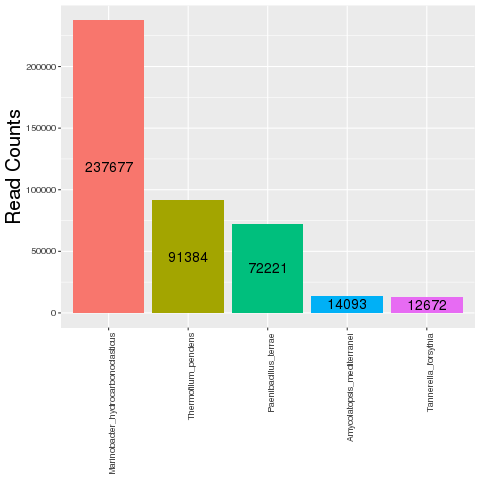 Read Counts
200000
150000
100000
50000
0
237677
91384
72221
14093
12672
Marinobacter_hydrocarbonoclasticus
Thermofilum_pendens
Paenibacillus_terrae
Amycolatopsis_mediterranei
Tannerella_forsythia